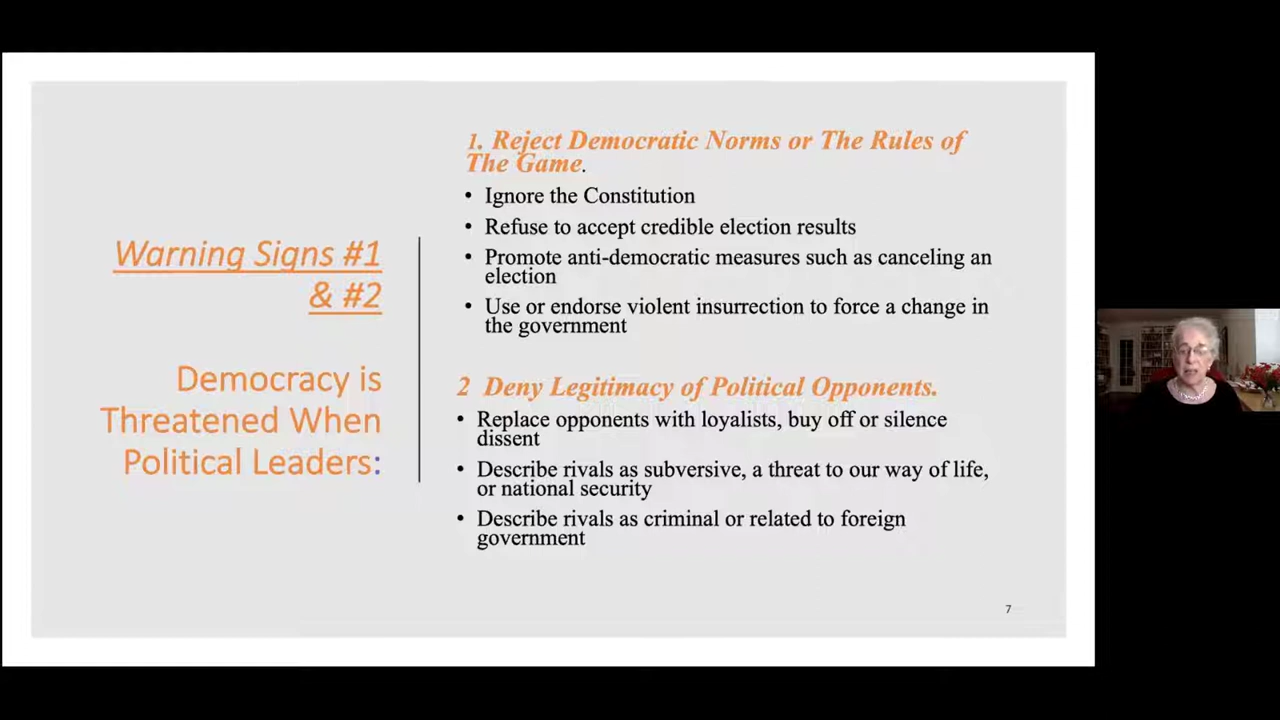 Warning Signs #1
& #2
Democracy is
Threatened When
Political Leaders:
1. Reject Democratic Norms or The Rules of
The Game.
• Ignore the Constitution
• Refuse to accept credible election results
• Promote anti-democratic measures such as canceling an
election
• Use or endorse violent insurrection to force a change in
the government
2 Deny Legitimacy of Political Opponents.
• Replace opponents with loyalists, buy off or silence
dissent
• Describe rivals as subversive, a threat to our way of life,
or national security
• Describe rivals as criminal or related to foreign
government
7